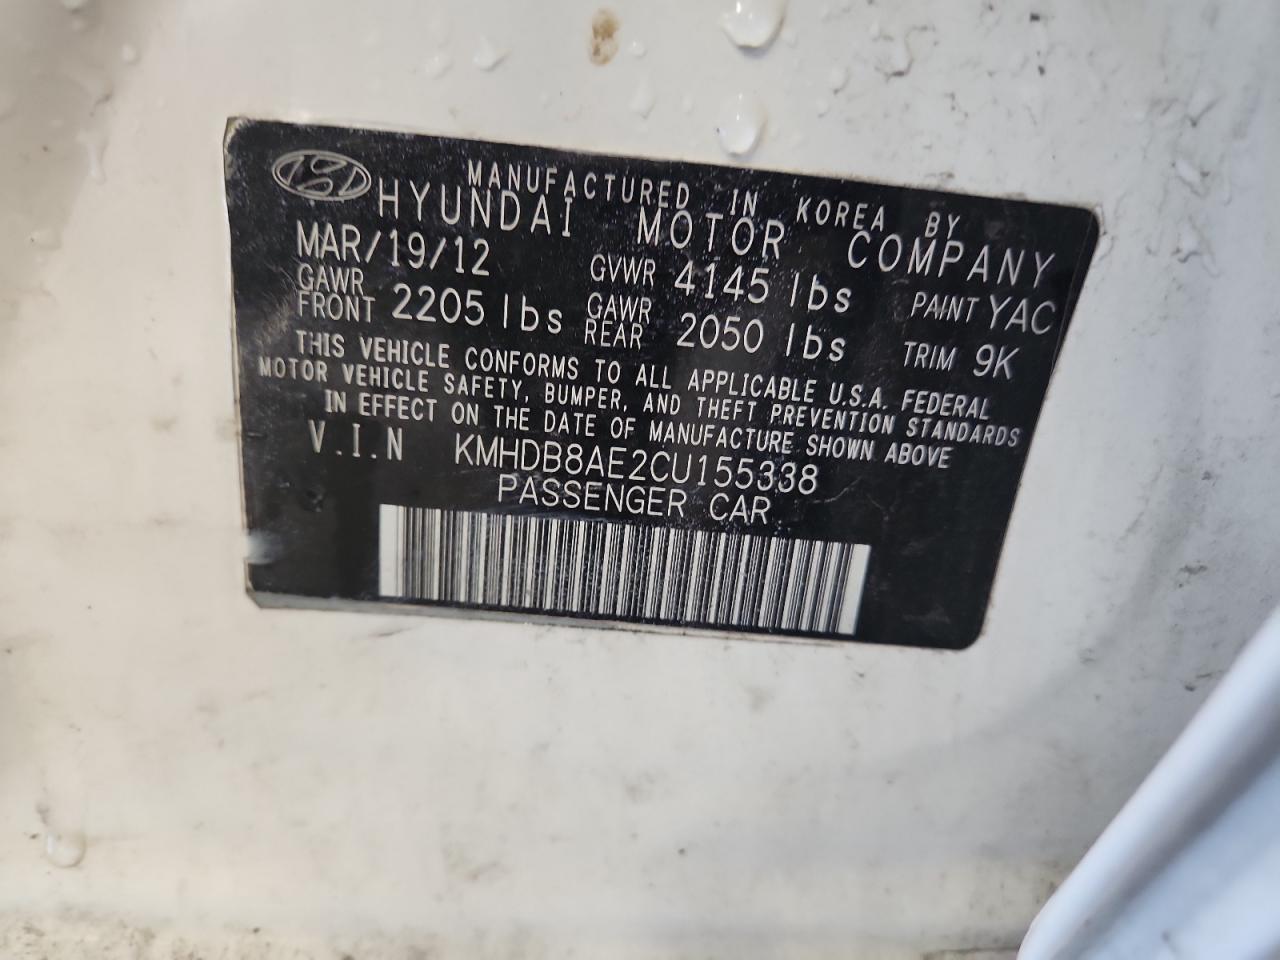 MANUFACTURED IN KOREA BY
HYUNDAI MOTOR COMPANY
MAR/19/12 GVWR 4145 lbs PAINT YAC
GAWR FRONT 2205 lbs GAWR REAR 2050 lbs TRIM 9K
THIS VEHICLE CONFORMS TO ALL APPLICABLE U.S.A. FEDERAL
MOTOR VEHICLE SAFETY, BUMPER, AND THEFT PREVENTION STANDARDS
IN EFFECT ON THE DATE OF MANUFACTURE SHOWN ABOVE
V.I.N KMHDB8AE2CU155338
PASSENGER CAR